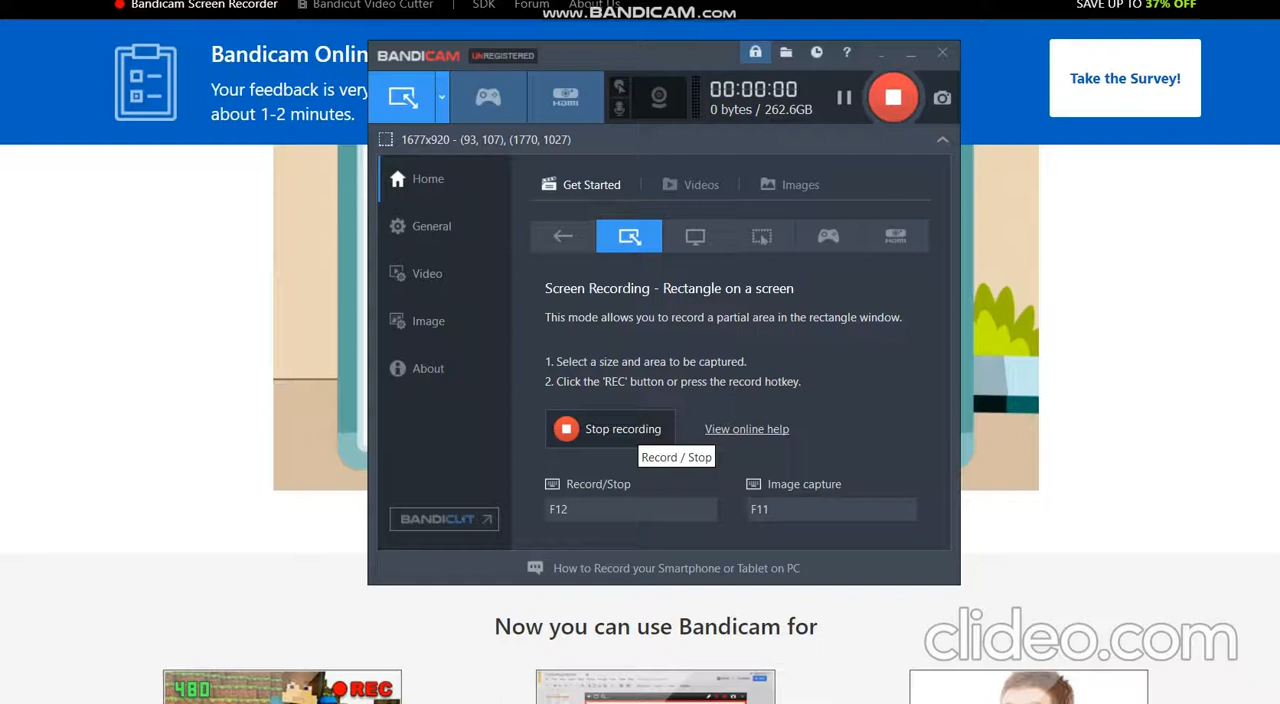 Bandicam Screen Recorder
Bandicut Video Cutter
SDK
Forum
About Us
www.BANDICAM.com
SAVE UP TO 37% OFF
Bandicam Onlin
Your feedback is very
about 1-2 minutes.
Take the Survey!
BANDICAM UNREGISTERED
?
HDMI
00:00:00
0 bytes / 262.6GB
1677x920 - (93, 107), (1770, 1027)
Home
General
Video
Image
About
BANDICUT
Get Started
Videos
Images
HDMI
Screen Recording - Rectangle on a screen
This mode allows you to record a partial area in the rectangle window.
1. Select a size and area to be captured.
2. Click the 'REC' button or press the record hotkey.
Stop recording
View online help
Record / Stop
Record/Stop
Image capture
F12
F11
How to Record your Smartphone or Tablet on PC
Now you can use Bandicam for
clideo.com
480
REC